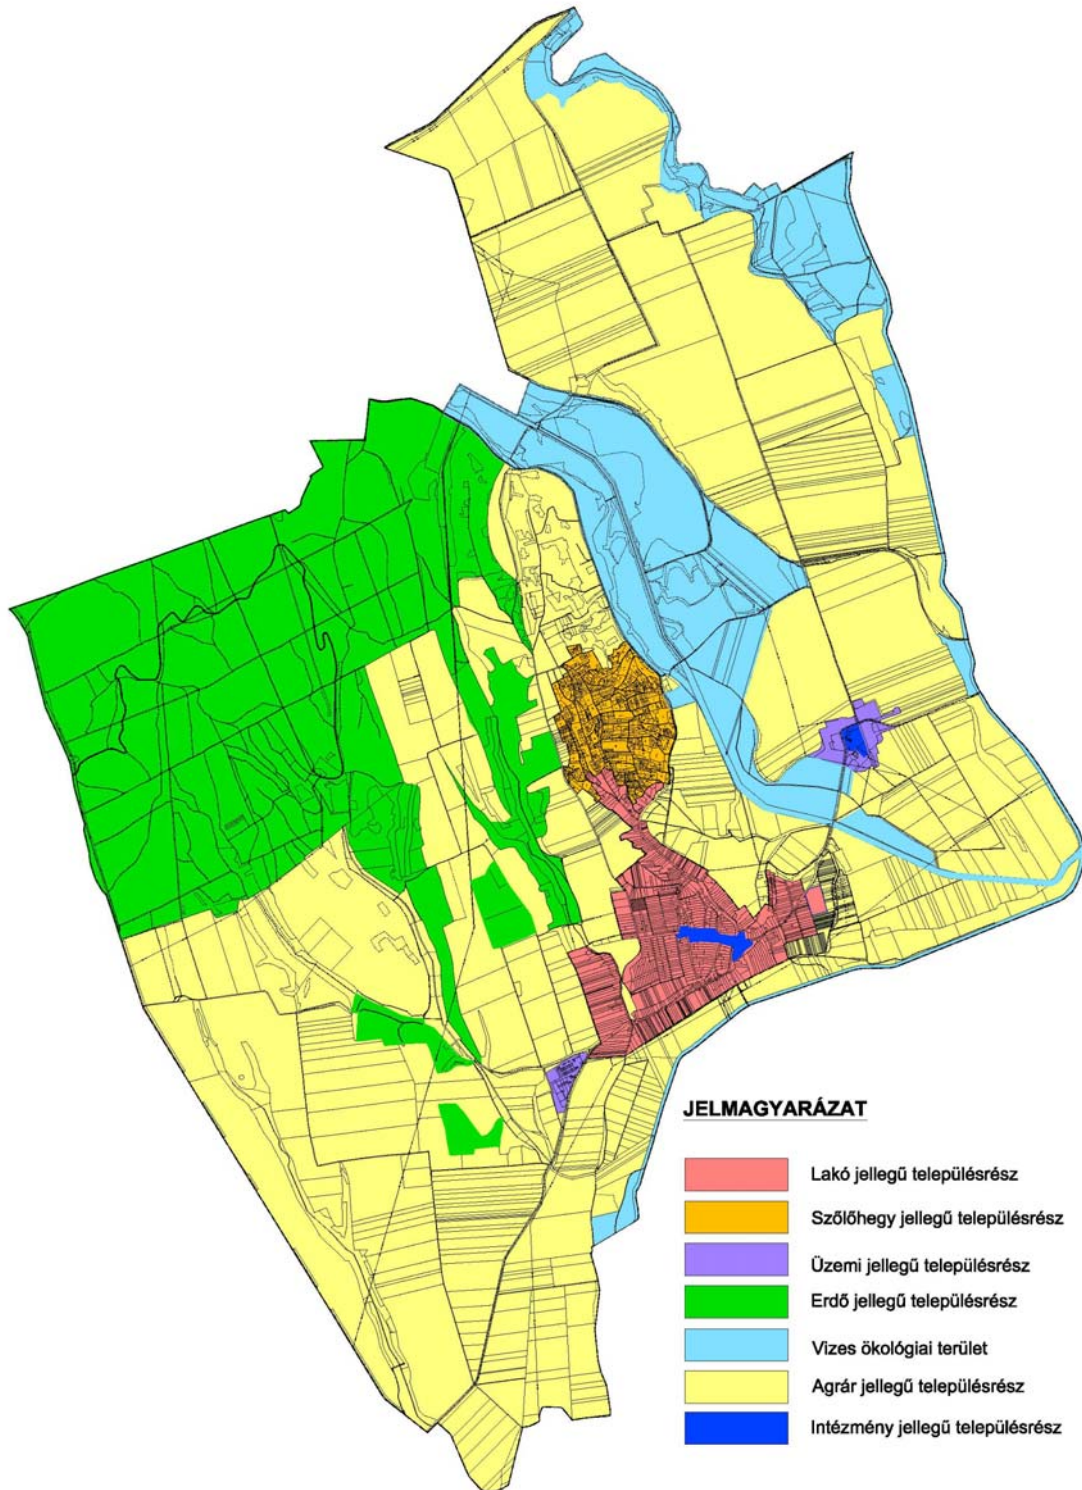 JELMAGYARÁZAT
Lakó jellegű településrész
Szőlőhegy jellegű településrész
Üzemi jellegű településrész
Erdő jellegű településrész
Vizes ökológiai terület
Agrár jellegű településrész
Intézmény jellegű településrész